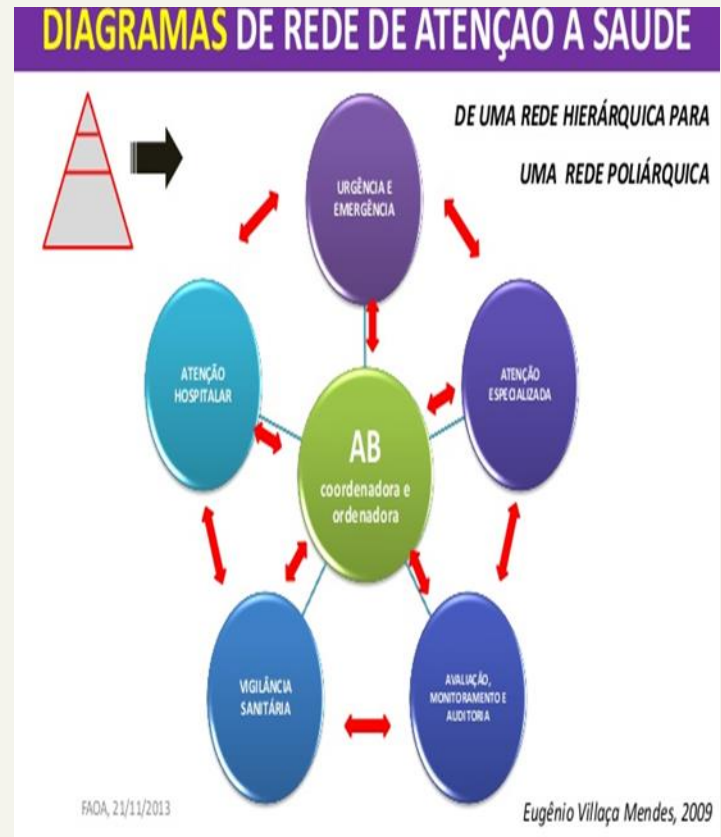 DIAGRAMAS DE REDE DE ATENÇÃO A SAUDE
DE UMA REDE HIERÁRQUICA PARA
UMA REDE POLIÁRQUICA
URGÊNCIA E
EMERGÊNCIA
ATENÇÃO
HOSPITALAR
ATENÇÃO
ESPECIALIZADA
AB
coordenadora e
ordenadora
VIGILÂNCIA
SANITÁRIA
AVALIAÇÃO,
MONITORAMENTO E
AUDITORIA
FAOA, 21/11/2013
Eugênio Villaça Mendes, 2009